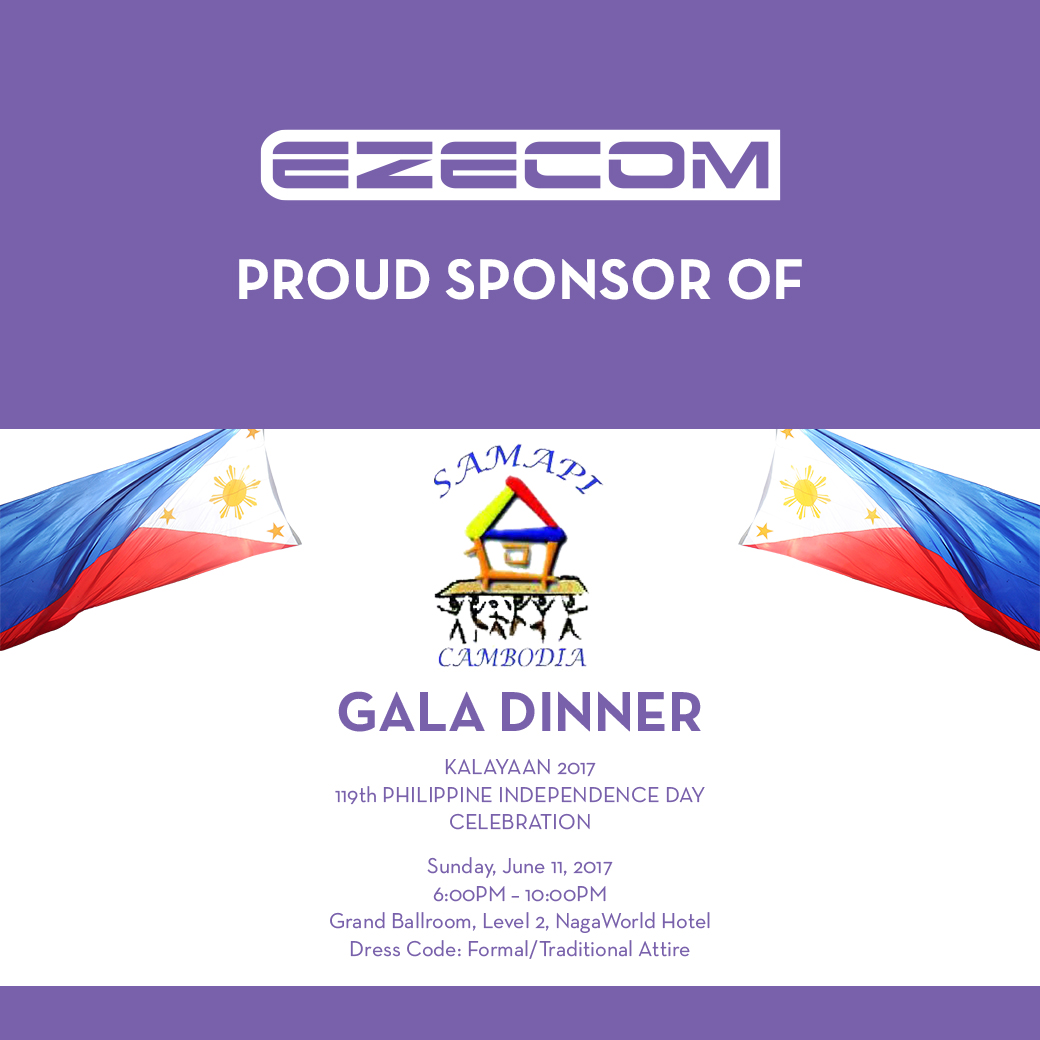 EZECOM
PROUD SPONSOR OF
SAMAPI
CAMBODIA
GALA DINNER
KALAYAAN 2017
119th PHILIPPINE INDEPENDENCE DAY
CELEBRATION
Sunday, June 11, 2017
6:00PM – 10:00PM
Grand Ballroom, Level 2, NagaWorld Hotel
Dress Code: Formal/Traditional Attire